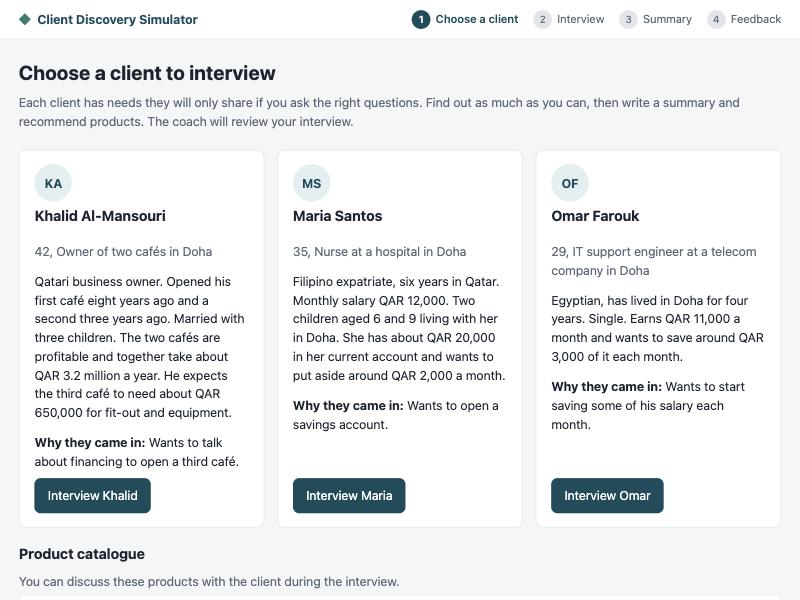 Client Discovery Simulator
1 Choose a client
2 Interview
3 Summary
4 Feedback
Choose a client to interview
Each client has needs they will only share if you ask the right questions. Find out as much as you can, then write a summary and
recommend products. The coach will review your interview.
KA
Khalid Al-Mansouri
42, Owner of two cafés in Doha
Qatari business owner. Opened his
first café eight years ago and a
second three years ago. Married with
three children. The two cafés are
profitable and together take about
QAR 3.2 million a year. He expects
the third café to need about QAR
650,000 for fit-out and equipment.
Why they came in: Wants to talk
about financing to open a third café.
Interview Khalid
MS
Maria Santos
35, Nurse at a hospital in Doha
Filipino expatriate, six years in Qatar.
Monthly salary QAR 12,000. Two
children aged 6 and 9 living with her
in Doha. She has about QAR 20,000
in her current account and wants to
put aside around QAR 2,000 a month.
Why they came in: Wants to open a
savings account.
Interview Maria
OF
Omar Farouk
29, IT support engineer at a telecom
company in Doha
Egyptian, has lived in Doha for four
years. Single. Earns QAR 11,000 a
month and wants to save around QAR
3,000 of it each month.
Why they came in: Wants to start
saving some of his salary each
month.
Interview Omar
Product catalogue
You can discuss these products with the client during the interview.